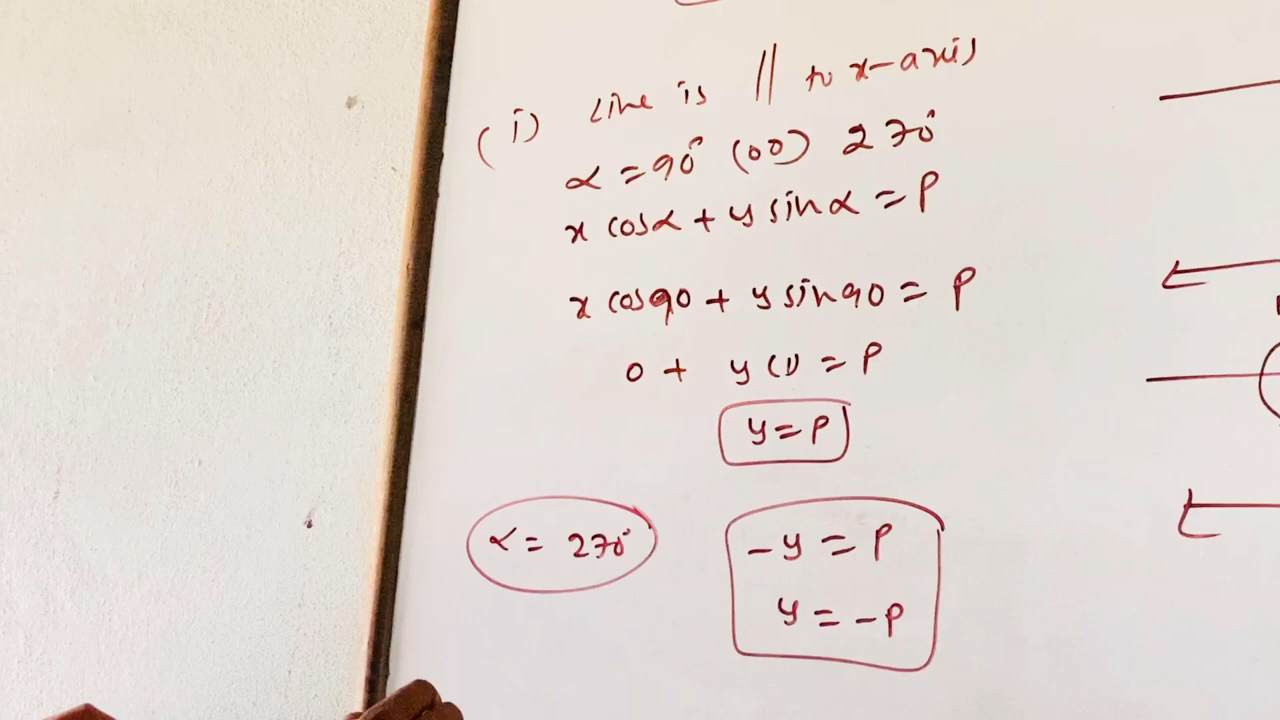 (i) Line is || to x-axis
α = 90° (or) 270°
x cosα + y sinα = P
x cos90 + y sin90 = P
0 + y(1) = P
y = P
α = 270°
-y = P
y = -P